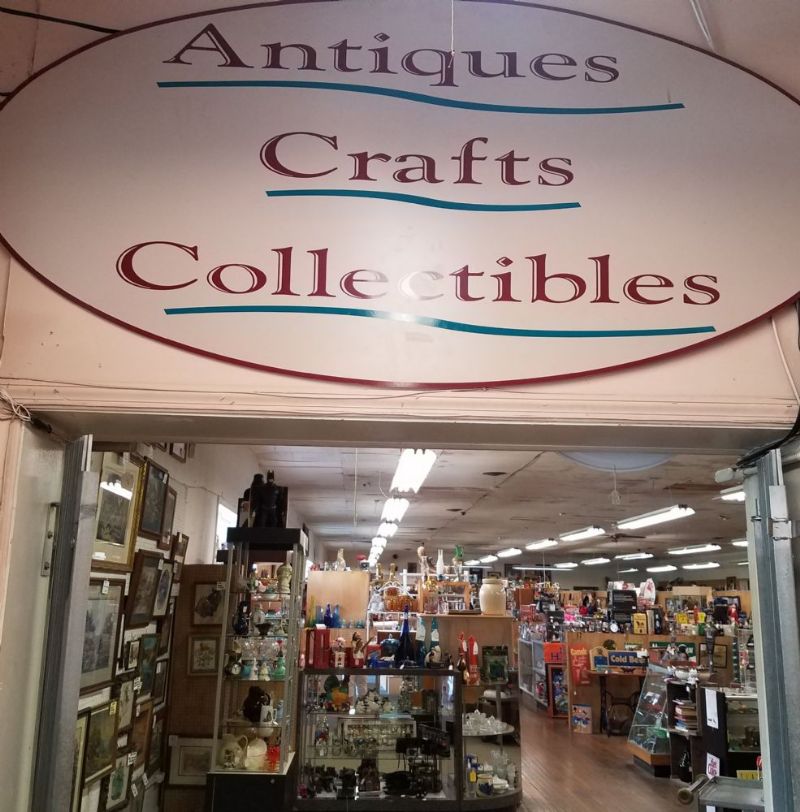 Antiques
Crafts
Collectibles
Cold Beer